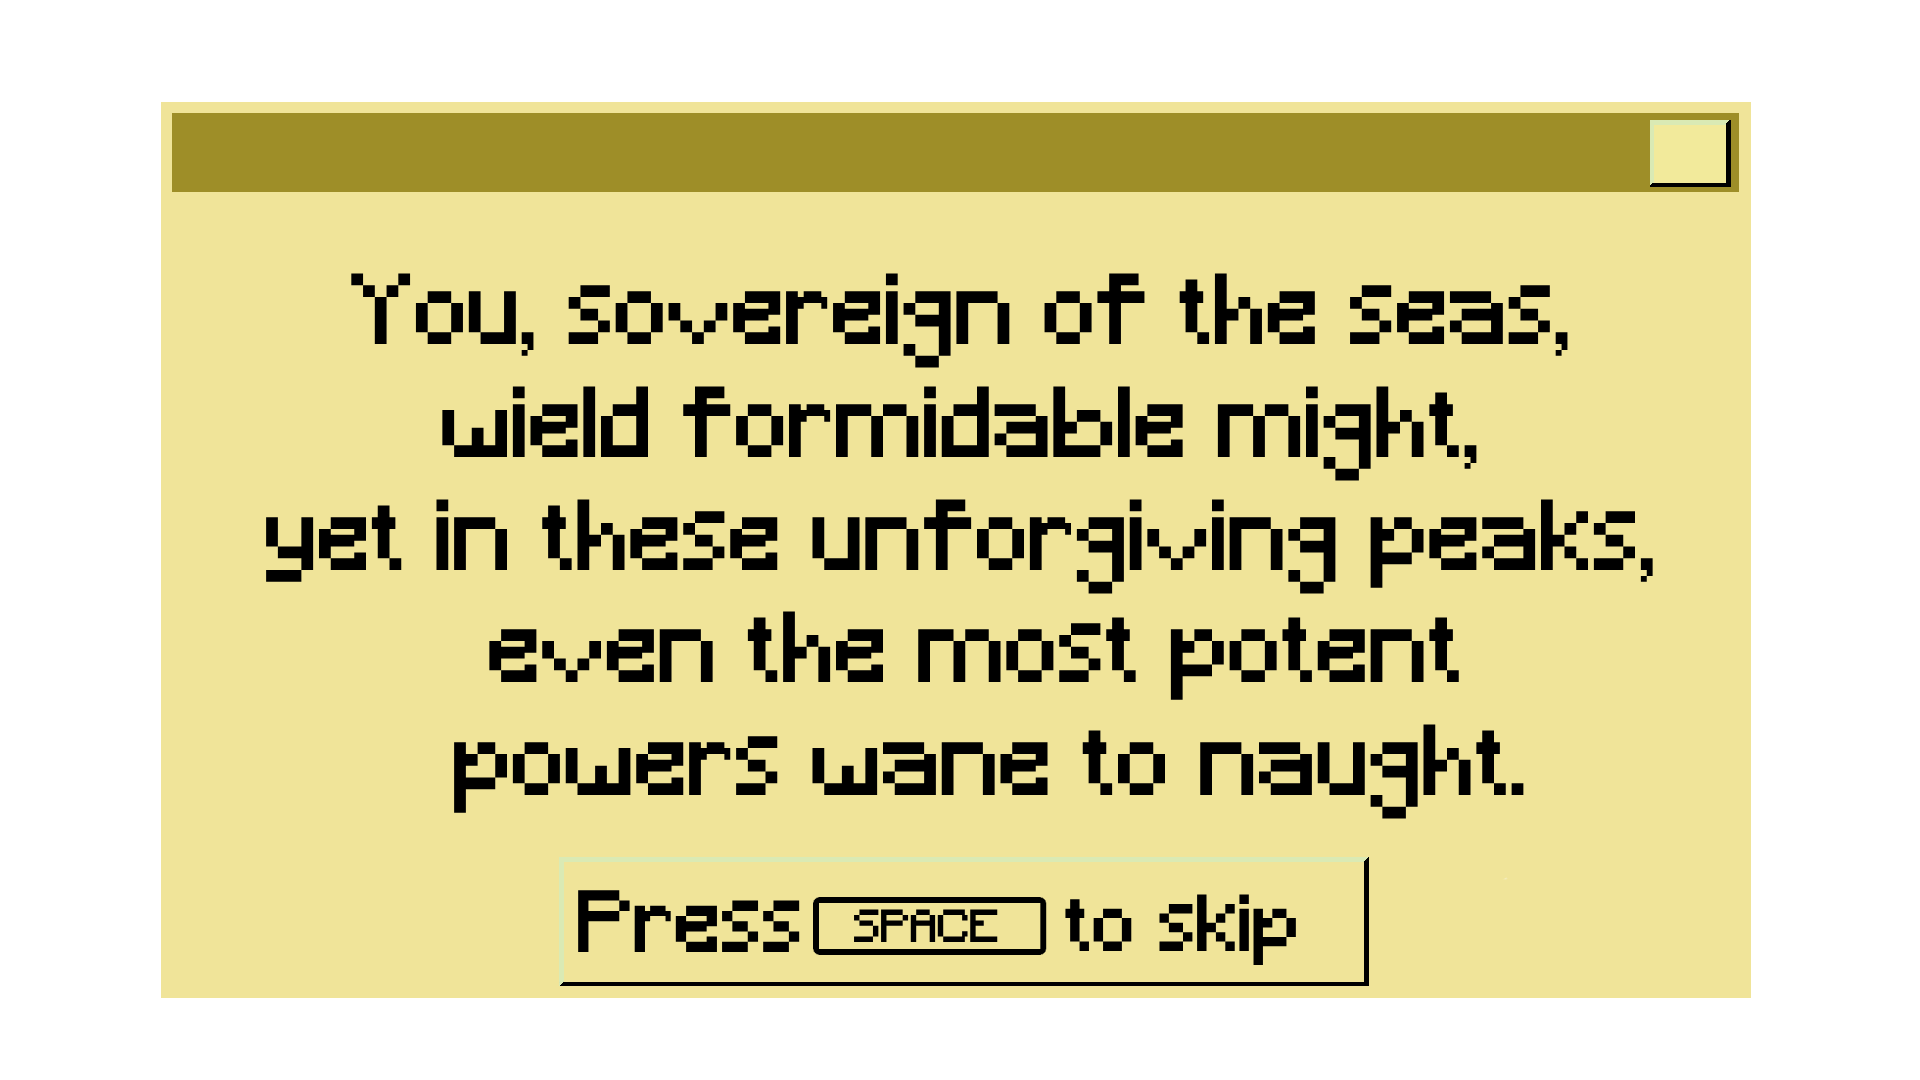 You, sovereign of the seas,
wield formidable might,
yet in these unforgiving peaks,
even the most potent
powers wane to naught.
Press SPACE to skip